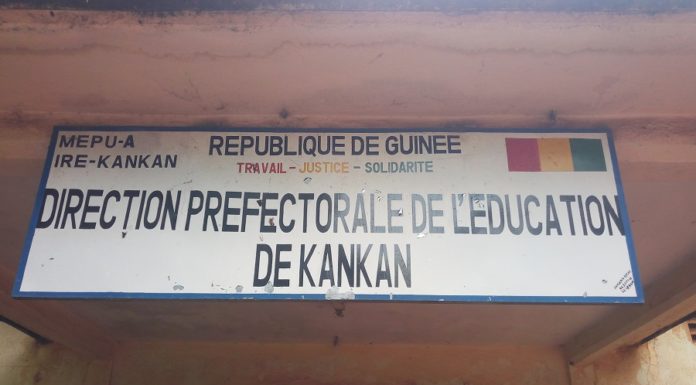 MEPU-A
IRE-KANKAN
REPUBLIQUE DE GUINEE
TRAVAIL - JUSTICE - SOLIDARITE
DIRECTION PREFECTORALE DE L'EDUCATION
DE KANKAN